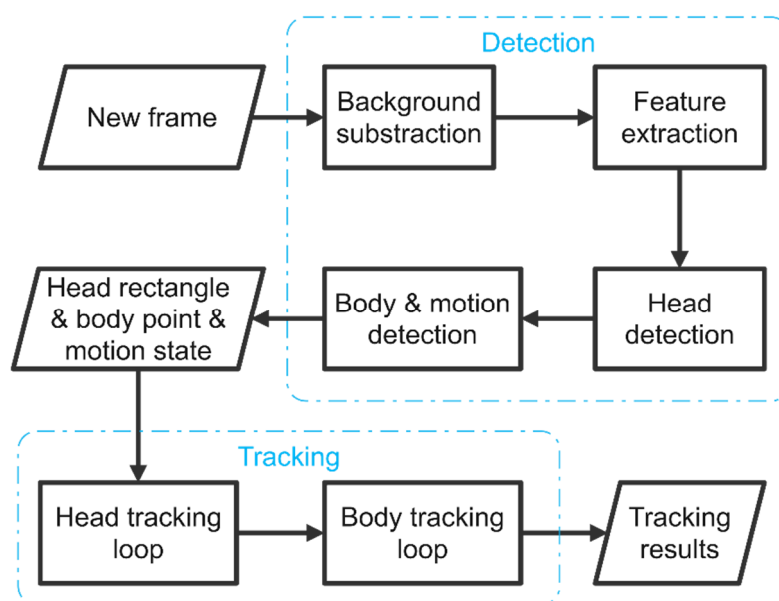 Detection
New frame
Background
substraction
Feature
extraction
Head
detection
Body & motion
detection
Head rectangle
& body point &
motion state
Tracking
Head tracking
loop
Body tracking
loop
Tracking
results